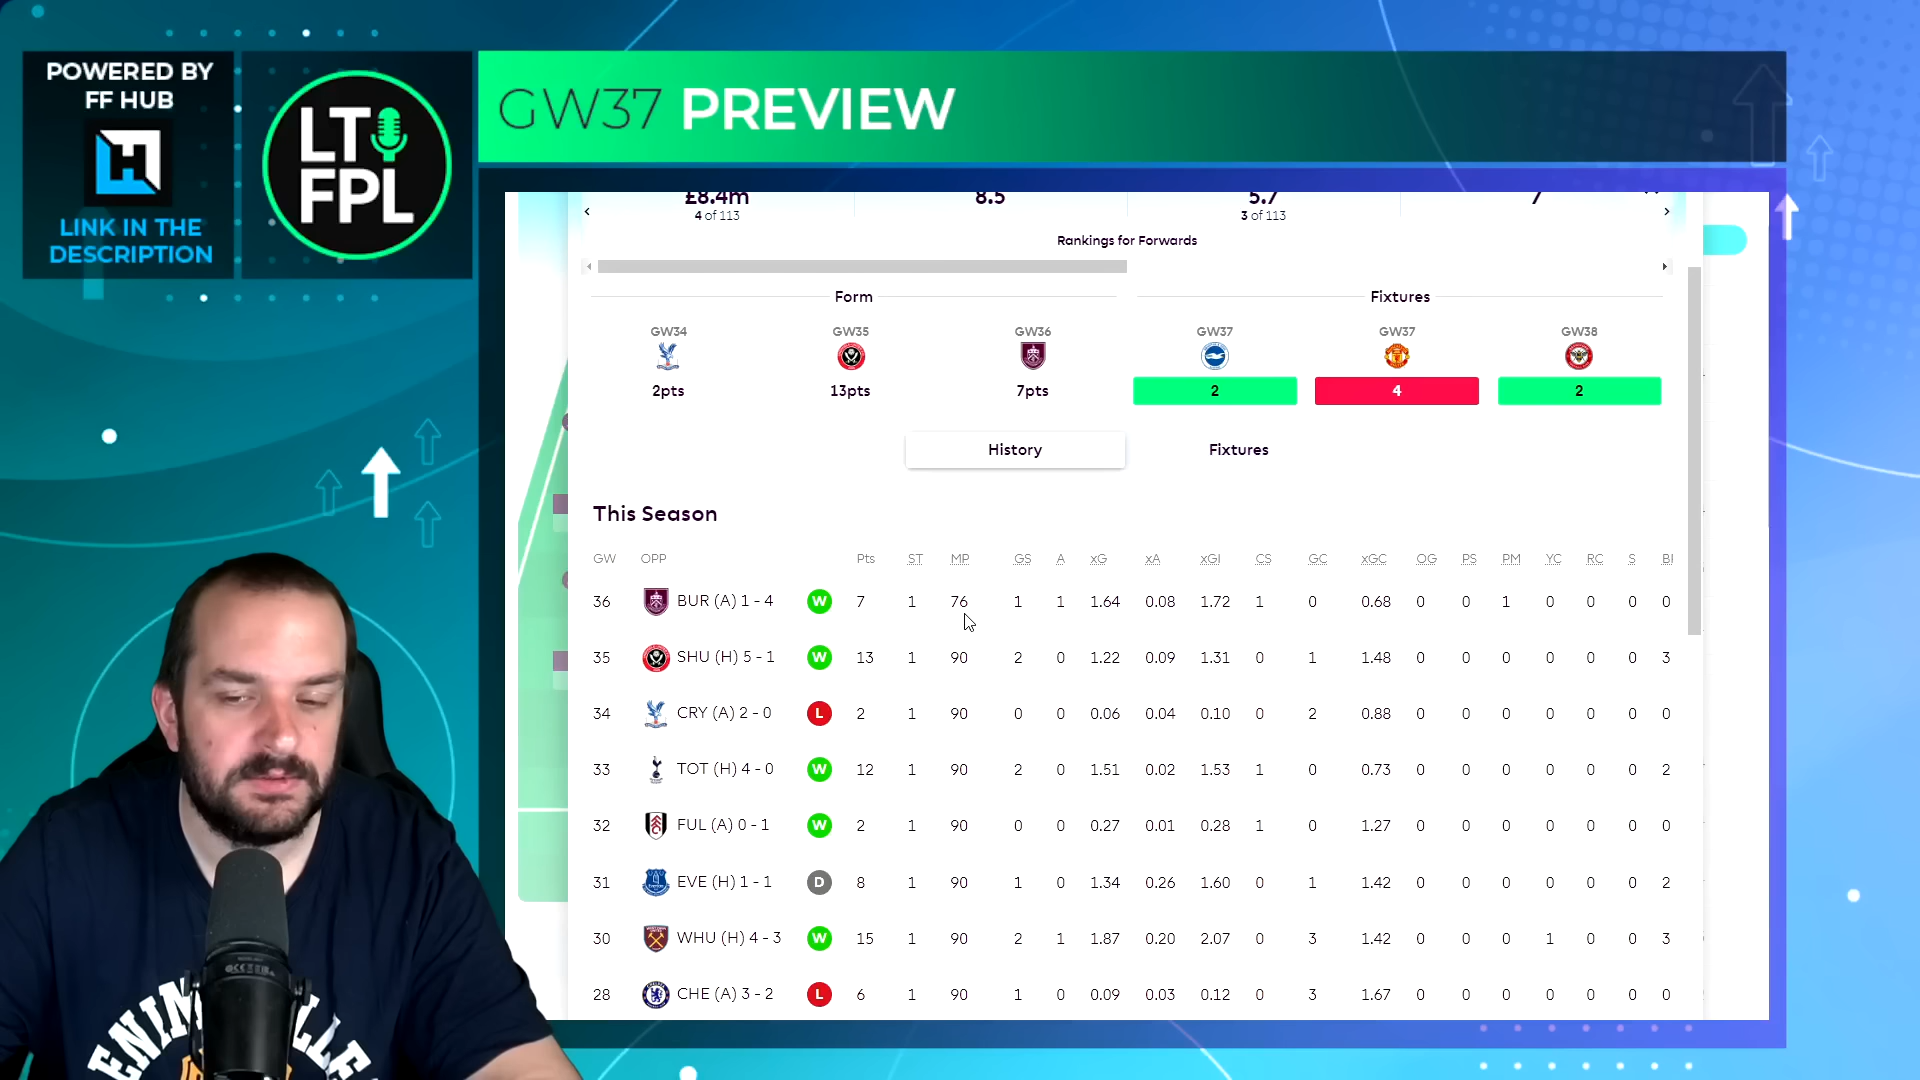 POWERED BY
FF HUB
LINK IN THE
DESCRIPTION
LT
FPL
GW37 PREVIEW
£8.4m 8.5 5.7 7
4 of 113 3 of 113
Rankings for Forwards
Form Fixtures
GW34 GW35 GW36 GW37 GW37 GW38
2pts 13pts 7pts 2 4 2
History Fixtures
This Season
GW OPP Pts ST MP GS A xG xA xGI CS GC xGC OG PS PM YC RC S
36 BUR (A) 1 - 4 W 7 1 76 1 1 1.64 0.08 1.72 1 0 0.68 0 0 1 0 0 0 0
35 SHU (H) 5 - 1 W 13 1 90 2 0 1.22 0.09 1.31 0 1 1.48 0 0 0 0 0 0 3
34 CRY (A) 2 - 0 L 2 1 90 0 0 0.06 0.04 0.10 0 2 0.88 0 0 0 0 0 0 0
33 TOT (H) 4 - 0 W 12 1 90 2 0 1.51 0.02 1.53 1 0 0.73 0 0 0 0 0 0 2
32 FUL (A) 0 - 1 W 2 1 90 0 0 0.27 0.01 0.28 1 0 1.27 0 0 0 0 0 0 0
31 EVE (H) 1 - 1 D 8 1 90 1 0 1.34 0.26 1.60 0 1 1.42 0 0 0 0 0 0 2
30 WHU (H) 4 - 3 W 15 1 90 2 1 1.87 0.20 2.07 0 3 1.42 0 0 0 1 0 0 3
28 CHE (A) 3 - 2 L 6 1 90 1 0 0.09 0.03 0.12 0 3 1.67 0 0 0 0 0 0 0